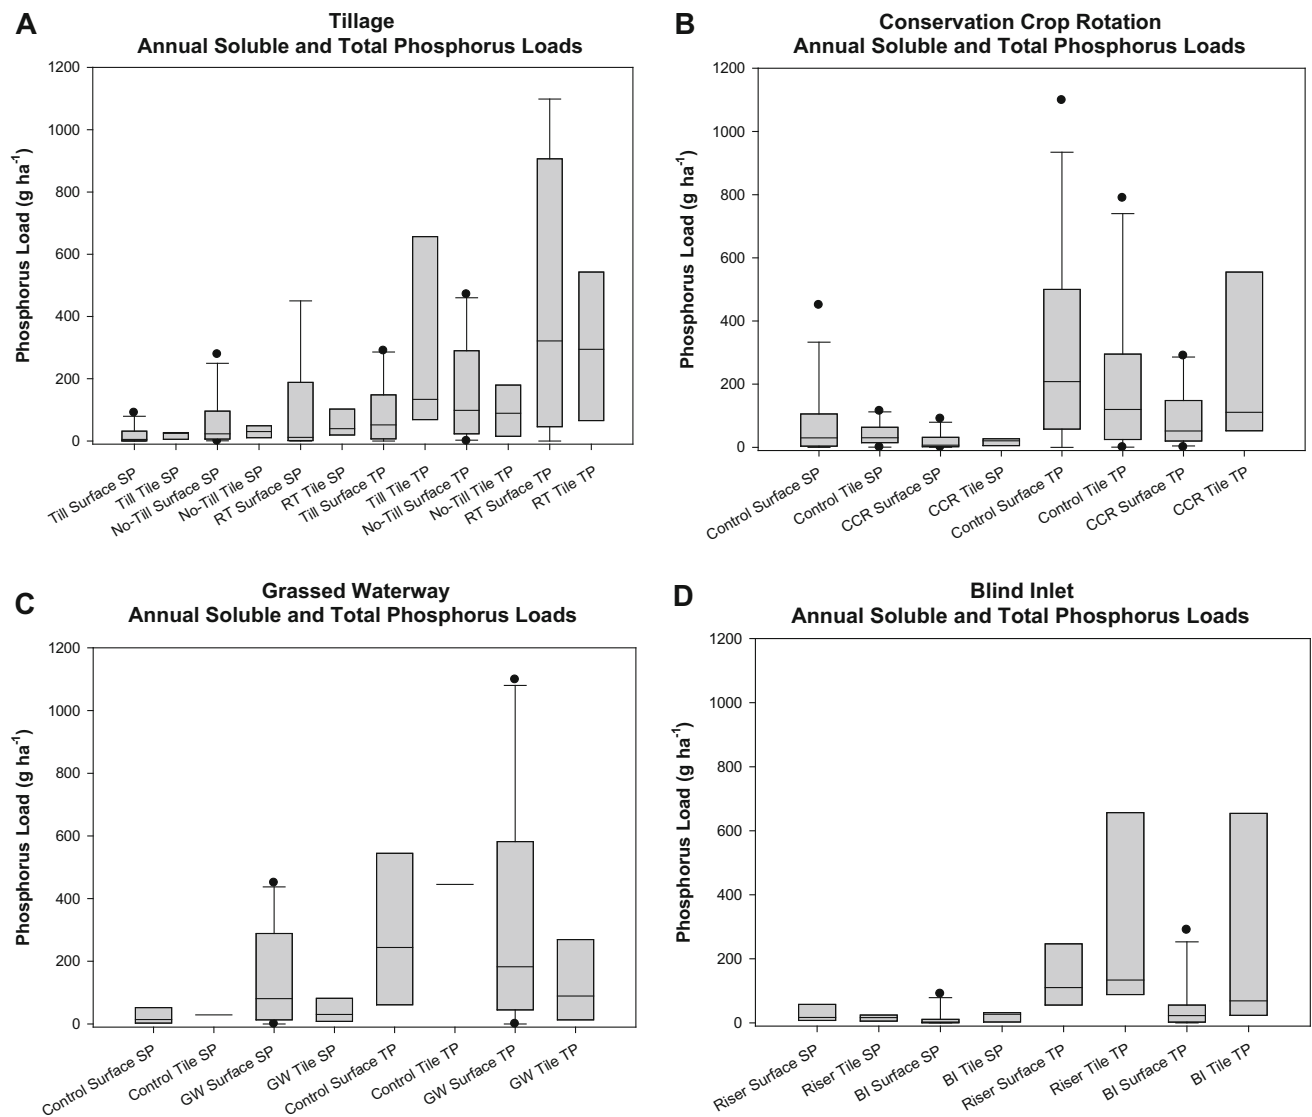 A
Tillage
Annual Soluble and Total Phosphorus Loads
Phosphorus Load (g ha-1)
1200
1000
800
600
400
200
0
Till Surface SP
Till Tile SP
No-Till Surface SP
No-Till Tile SP
RT Surface SP
RT Tile SP
Till Surface TP
Till Tile TP
No-Till Surface TP
No-Till Tile TP
RT Surface TP
RT Tile TP
B
Conservation Crop Rotation
Annual Soluble and Total Phosphorus Loads
Phosphorus Load (g ha-1)
1200
1000
800
600
400
200
0
Control Surface SP
Control Tile SP
CCR Surface SP
CCR Tile SP
Control Surface TP
Control Tile TP
CCR Surface TP
CCR Tile TP
C
Grassed Waterway
Annual Soluble and Total Phosphorus Loads
Phosphorus Load (g ha-1)
1200
1000
800
600
400
200
0
Control Surface SP
Control Tile SP
GW Surface SP
GW Tile SP
Control Surface TP
Control Tile TP
GW Surface TP
GW Tile TP
D
Blind Inlet
Annual Soluble and Total Phosphorus Loads
Phosphorus Load (g ha-1)
1200
1000
800
600
400
200
0
Riser Surface SP
Riser Tile SP
BI Surface SP
BI Tile SP
Riser Surface TP
Riser Tile TP
BI Surface TP
BI Tile TP